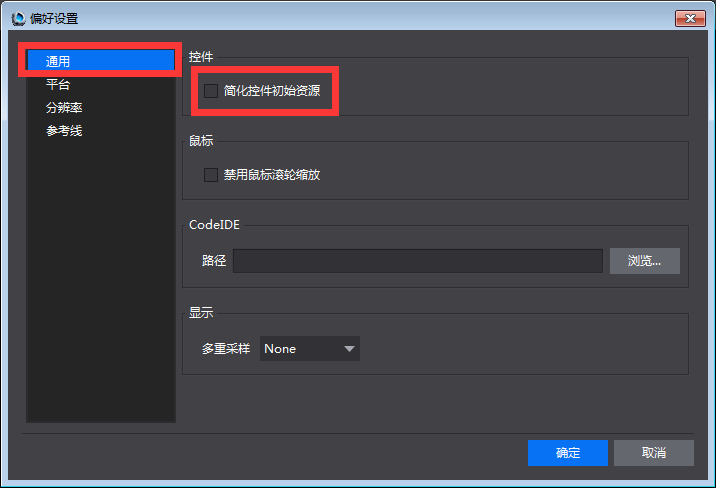 偏好设置
通用
平台
分辨率
参考线
控件
简化控件初始资源
鼠标
禁用鼠标滚轮缩放
CodeIDE
路径
浏览...
显示
多重采样 None
确定 取消